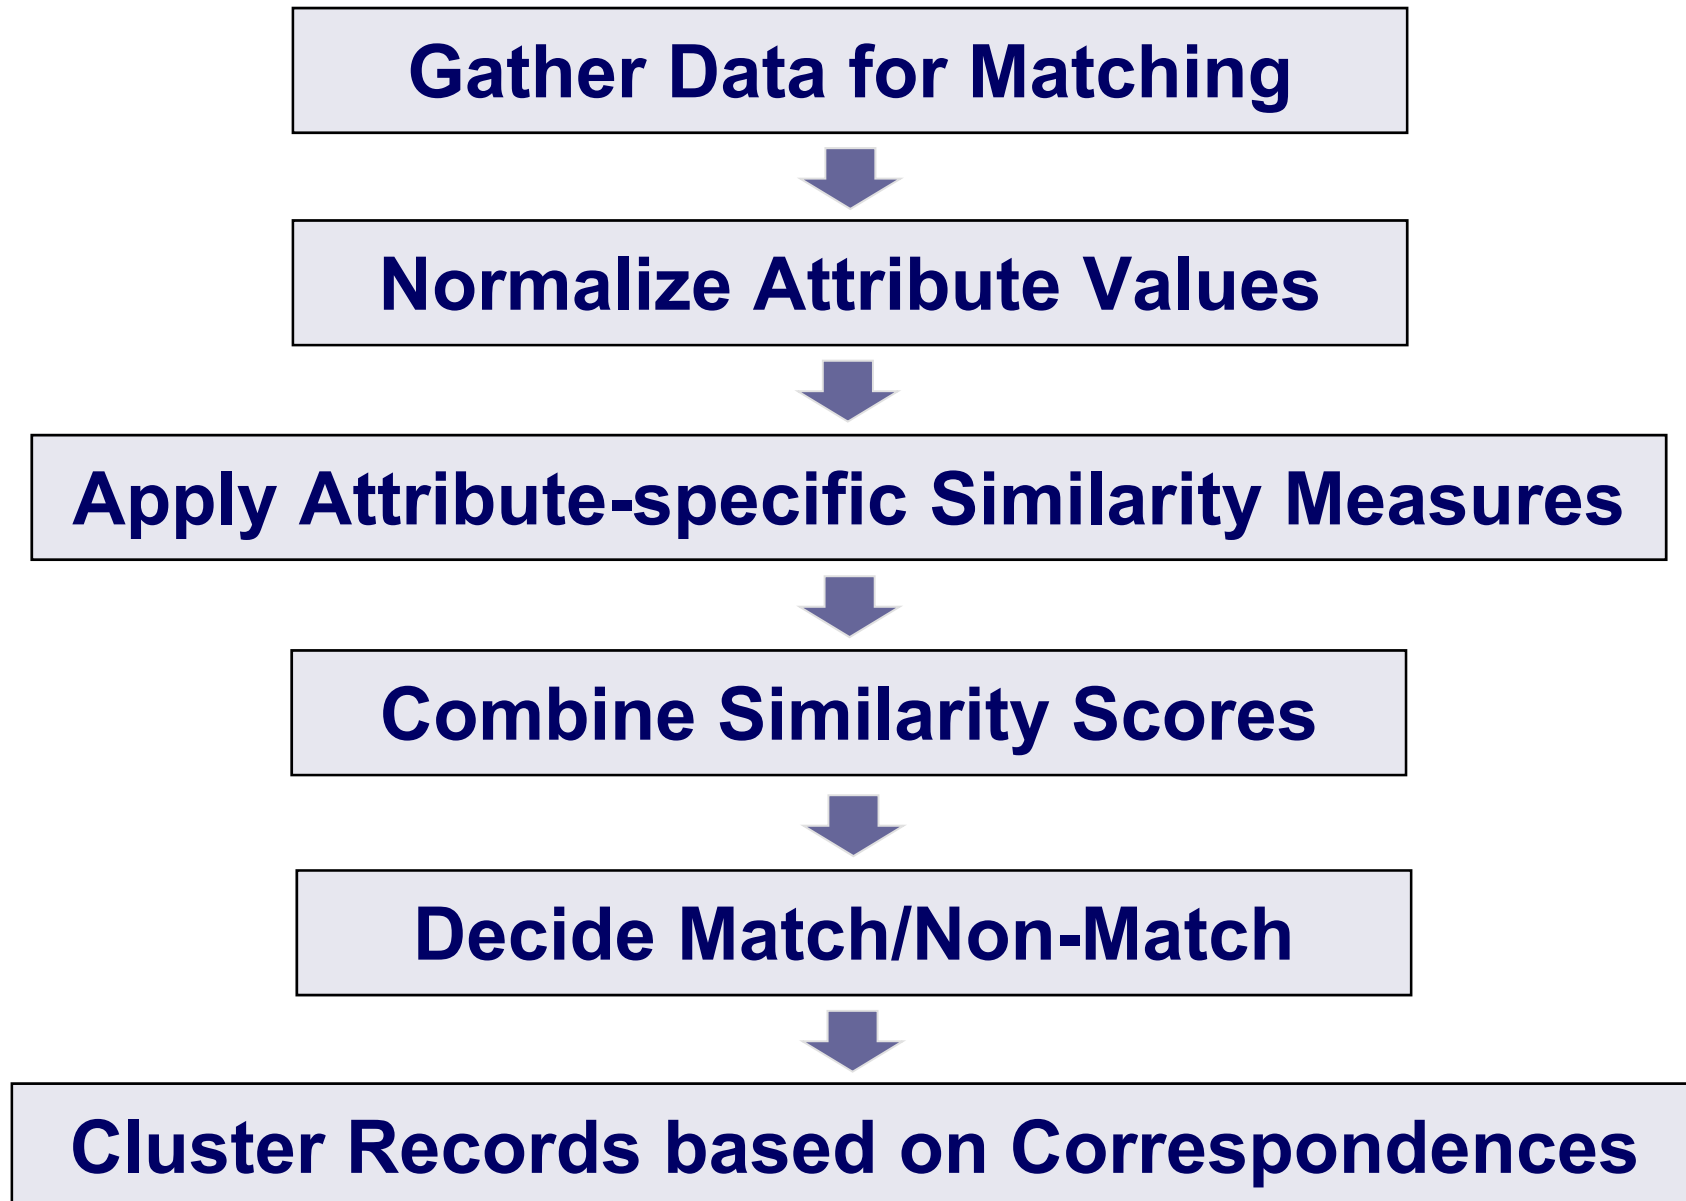 Gather Data for Matching
Normalize Attribute Values
Apply Attribute-specific Similarity Measures
Combine Similarity Scores
Decide Match/Non-Match
Cluster Records based on Correspondences